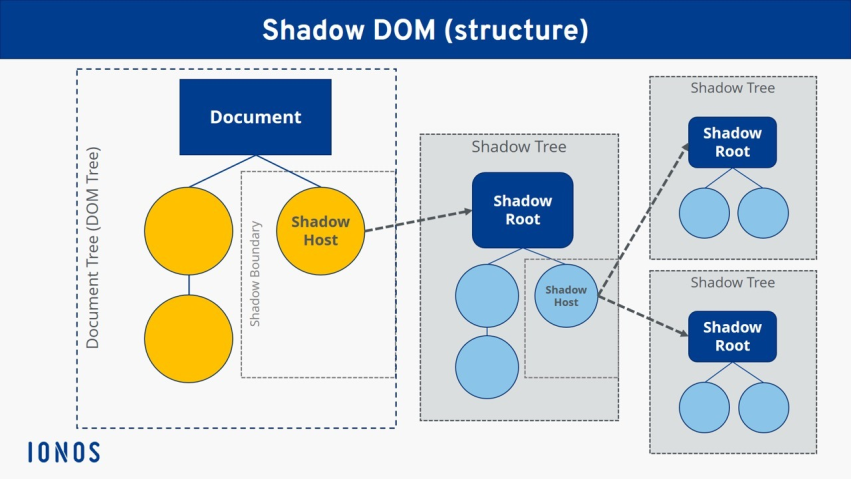 Shadow DOM (structure)
Document Tree (DOM Tree)
Document
Shadow
Host
Shadow Boundary
Shadow Tree
Shadow
Root
Shadow
Host
Shadow Tree
Shadow
Root
Shadow Tree
Shadow
Root
IONOS